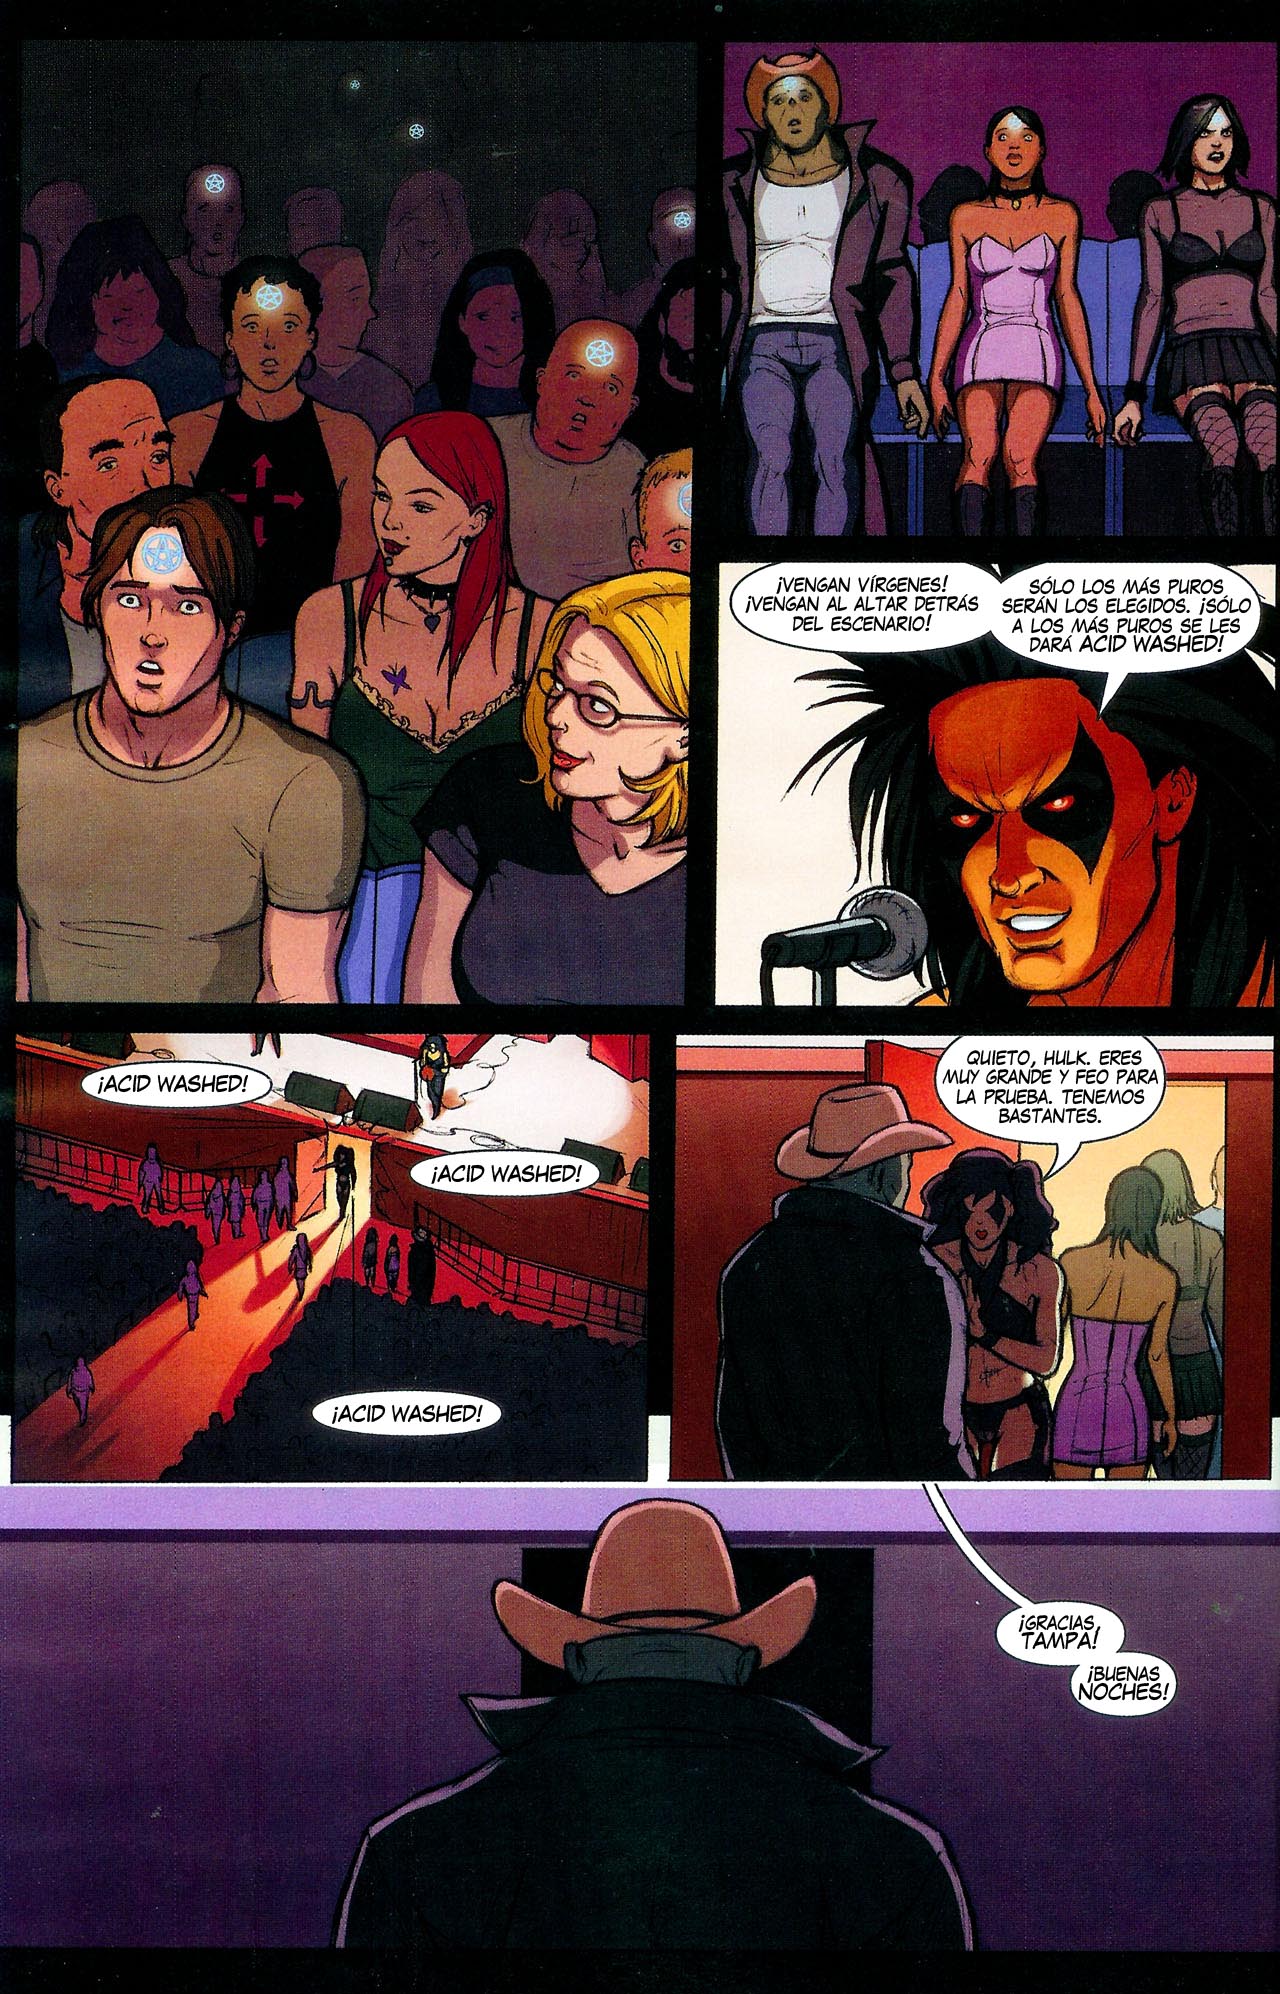 ¡VENGAN VÍRGENES!
¡VENGAN AL ALTAR DETRÁS
DEL ESCENARIO!
SÓLO LOS MÁS PUROS
SERÁN LOS ELEGIDOS. ¡SÓLO
A LOS MÁS PUROS SE LES
DARÁ ACID WASHED!
¡ACID WASHED!
¡ACID WASHED!
¡ACID WASHED!
QUIETO, HULK. ERES
MUY GRANDE Y FEO PARA
LA PRUEBA. TENEMOS
BASTANTES.
¡GRACIAS,
TAMPA!
¡BUENAS
NOCHES!